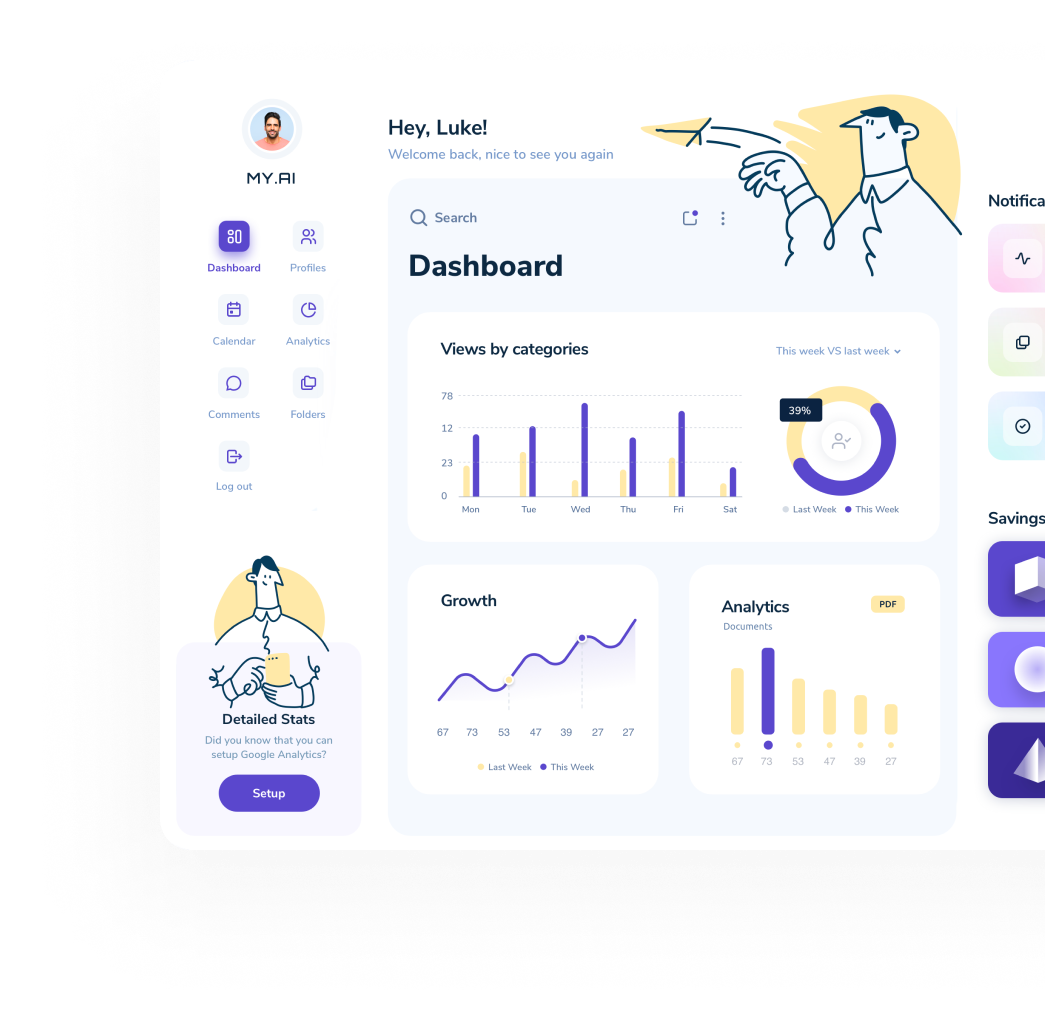 MY.AI
Dashboard
Profiles
Calendar
Analytics
Comments
Folders
Log out
Detailed Stats
Did you know that you can
setup Google Analytics?
Setup
Hey, Luke!
Welcome back, nice to see you again
Search
Dashboard
Views by categories
This week VS last week
78
12
23
0
Mon Tue Wed Thu Fri Sat
39%
Last Week This Week
Growth
67 73 53 47 39 27 27
Last Week This Week
Analytics
Documents
PDF
67 73 53 47 39 27
Notifica
Savings